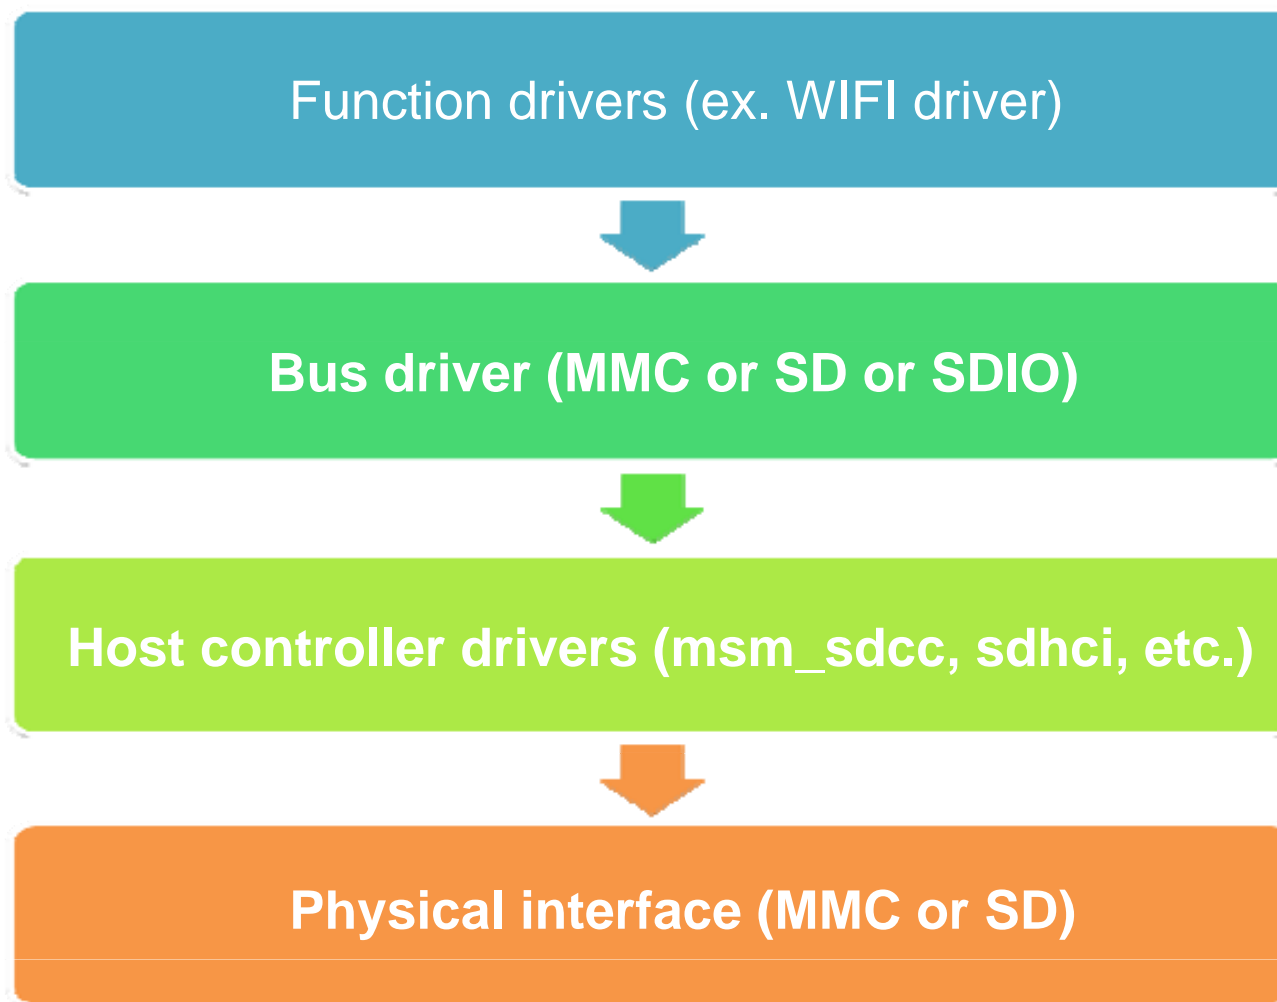 Function drivers (ex. WIFI driver)
Bus driver (MMC or SD or SDIO)
Host controller drivers (msm_sdcc, sdhci, etc.)
Physical interface (MMC or SD)